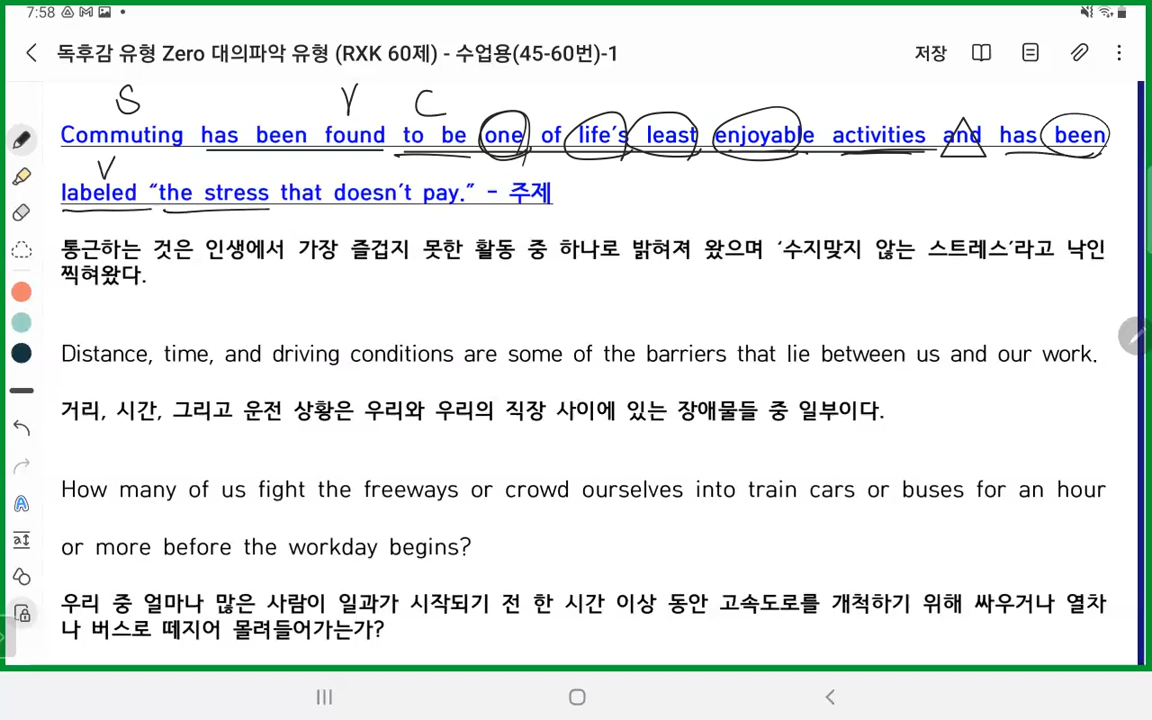 7:58
독후감 유형 Zero 대의파악 유형 (RXK 60제) - 수업용(45-60번)-1
저장
S V C
Commuting has been found to be one of life's least enjoyable activities and has been
V
labeled “the stress that doesn't pay.” - 주제
통근하는 것은 인생에서 가장 즐겁지 못한 활동 중 하나로 밝혀져 왔으며 ‘수지맞지 않는 스트레스’라고 낙인
찍혀왔다.
Distance, time, and driving conditions are some of the barriers that lie between us and our work.
거리, 시간, 그리고 운전 상황은 우리와 우리의 직장 사이에 있는 장애물들 중 일부이다.
How many of us fight the freeways or crowd ourselves into train cars or buses for an hour
or more before the workday begins?
우리 중 얼마나 많은 사람이 일과가 시작되기 전 한 시간 이상 동안 고속도로를 개척하기 위해 싸우거나 열차
나 버스로 떼지어 몰려들어가는가?